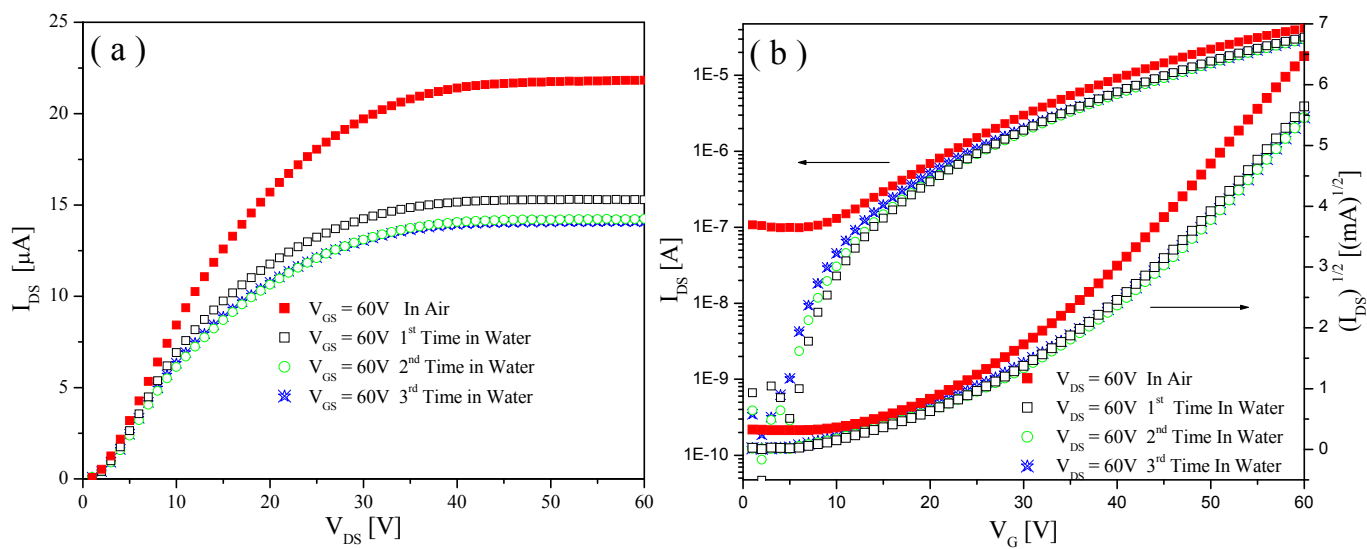 ( a )
25
20
15
10
5
0
I_DS [μA]
0 10 20 30 40 50 60
V_DS [V]
V_GS = 60V In Air
V_GS = 60V 1st Time in Water
V_GS = 60V 2nd Time in Water
V_GS = 60V 3rd Time in Water
( b )
1E-5
1E-6
1E-7
1E-8
1E-9
1E-10
I_DS [A]
0 10 20 30 40 50 60
V_G [V]
7
6
5
4
3
2
1
0
(I_DS)^1/2 [(mA)^1/2]
V_DS = 60V In Air
V_DS = 60V 1st Time In Water
V_DS = 60V 2nd Time In Water
V_DS = 60V 3rd Time In Water